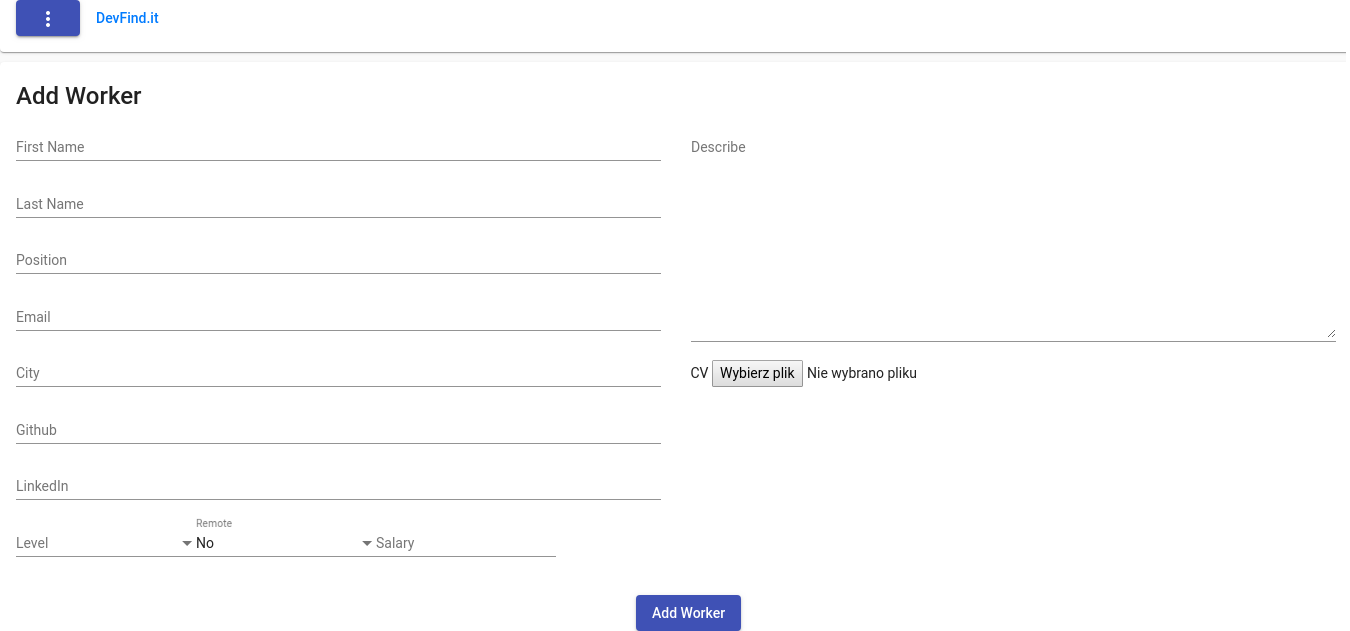 DevFind.it
Add Worker
First Name
Last Name
Position
Email
City
Github
LinkedIn
Level
Remote
No
Salary
Describe
CV Wybierz plik Nie wybrano pliku
Add Worker